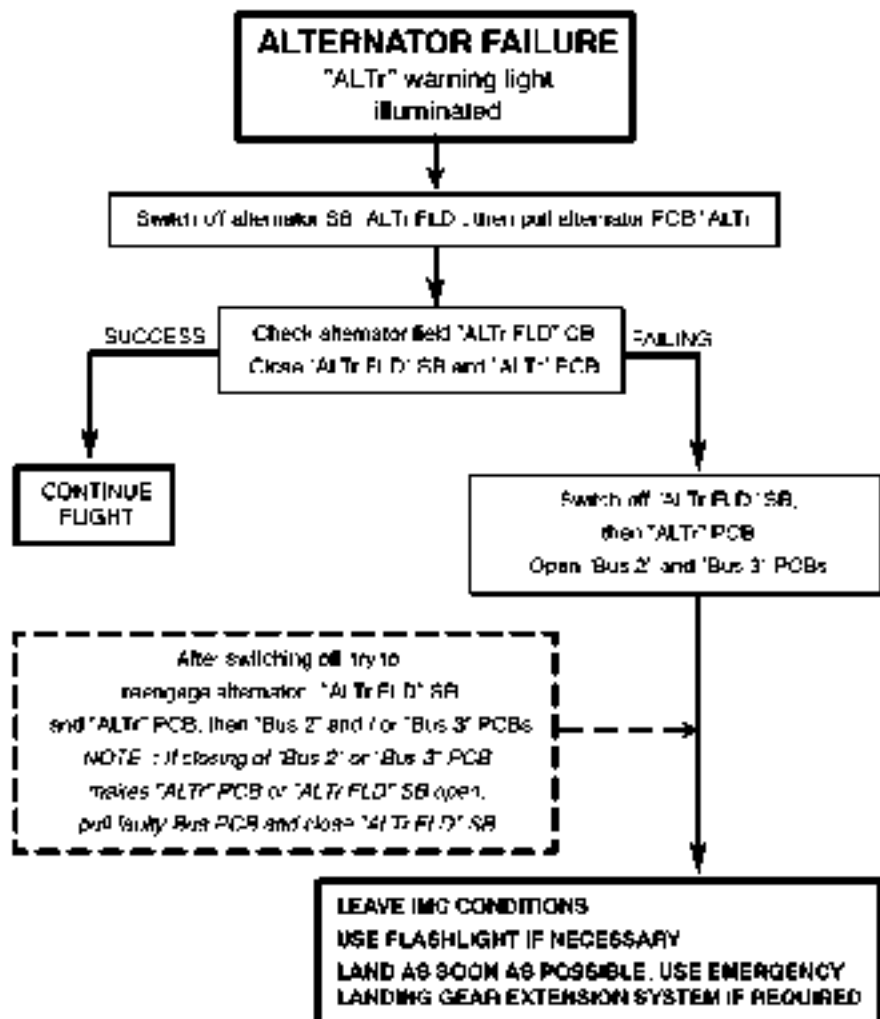 ALTERNATOR FAILURE
"ALTr" warning light
illuminated
Switch off alternator SB "ALTr FLD", then pull alternator PCB "ALTr"
SUCCESS
Check alternator field "ALTr FLD" CB
Close "ALTr FLD" SB and "ALTr" PCB
FAILING
CONTINUE
FLIGHT
Switch off "ALTr FLD" SB,
then "ALTr" PCB
Open "Bus 2" and "Bus 3" PCBs
After switching off, try to
reengage alternator : "ALTr FLD" SB
and "ALTr" PCB, then "Bus 2" and / or "Bus 3" PCBs
NOTE : If closing of "Bus 2" or "Bus 3" PCB
makes "ALTr" PCB or "ALTr FLD" SB open,
pull faulty Bus PCB and close "ALTr FLD" SB
LEAVE IMC CONDITIONS
USE FLASHLIGHT IF NECESSARY
LAND AS SOON AS POSSIBLE. USE EMERGENCY
LANDING GEAR EXTENSION SYSTEM IF REQUIRED